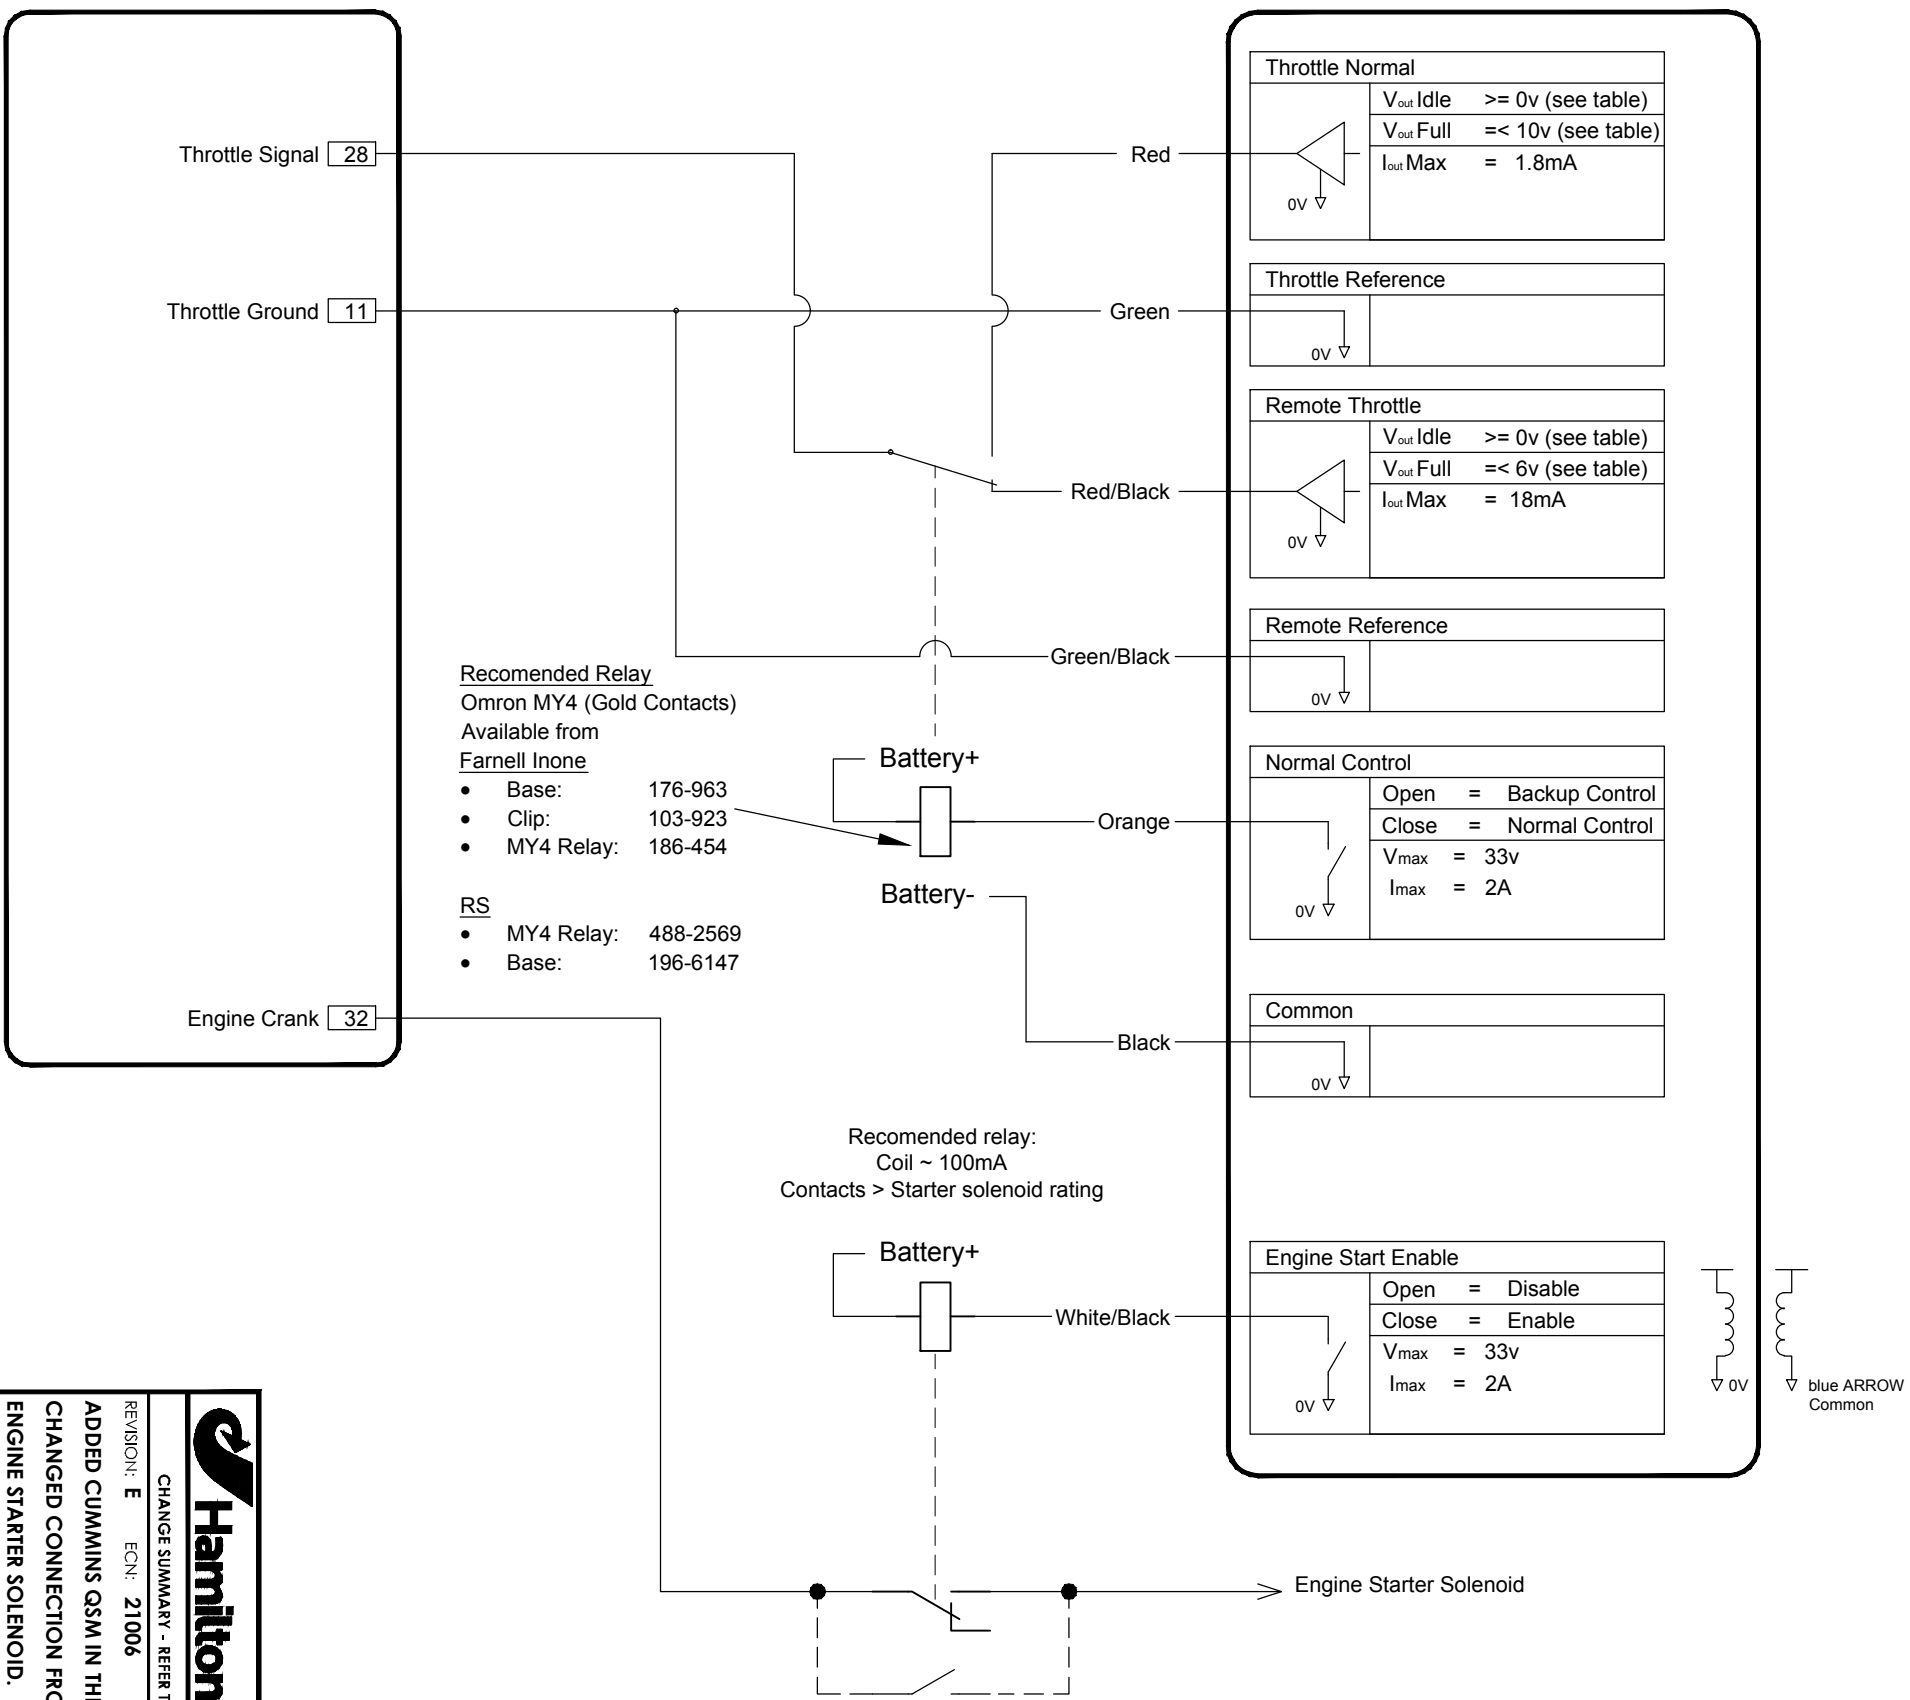 Throttle Signal 28
Throttle Ground 11
Engine Crank 32
Red
Green
Red/Black
Green/Black
Recomended Relay
Omron MY4 (Gold Contacts)
Available from
Farnell Inone
• Base: 176-963
• Clip: 103-923
• MY4 Relay: 186-454
RS
• MY4 Relay: 488-2569
• Base: 196-6147
Battery+
Orange
Battery-
Black
Recomended relay:
Coil ~ 100mA
Contacts > Starter solenoid rating
Battery+
White/Black
Engine Starter Solenoid
Throttle Normal
Vout Idle >= 0v (see table)
Vout Full =< 10v (see table)
Iout Max = 1.8mA
0V
Throttle Reference
0V
Remote Throttle
Vout Idle >= 0v (see table)
Vout Full =< 6v (see table)
Iout Max = 18mA
0V
Remote Reference
0V
Normal Control
Open = Backup Control
Close = Normal Control
Vmax = 33v
Imax = 2A
0V
Common
0V
Engine Start Enable
Open = Disable
Close = Enable
Vmax = 33v
Imax = 2A
0V
0V
blue ARROW
Common
Hamilton
CHANGE SUMMARY - REFER
REVISION: E ECN: 21006
ADDED CUMMINS QSM IN
CHANGED CONNECTION
ENGINE STARTER SOLENOID.